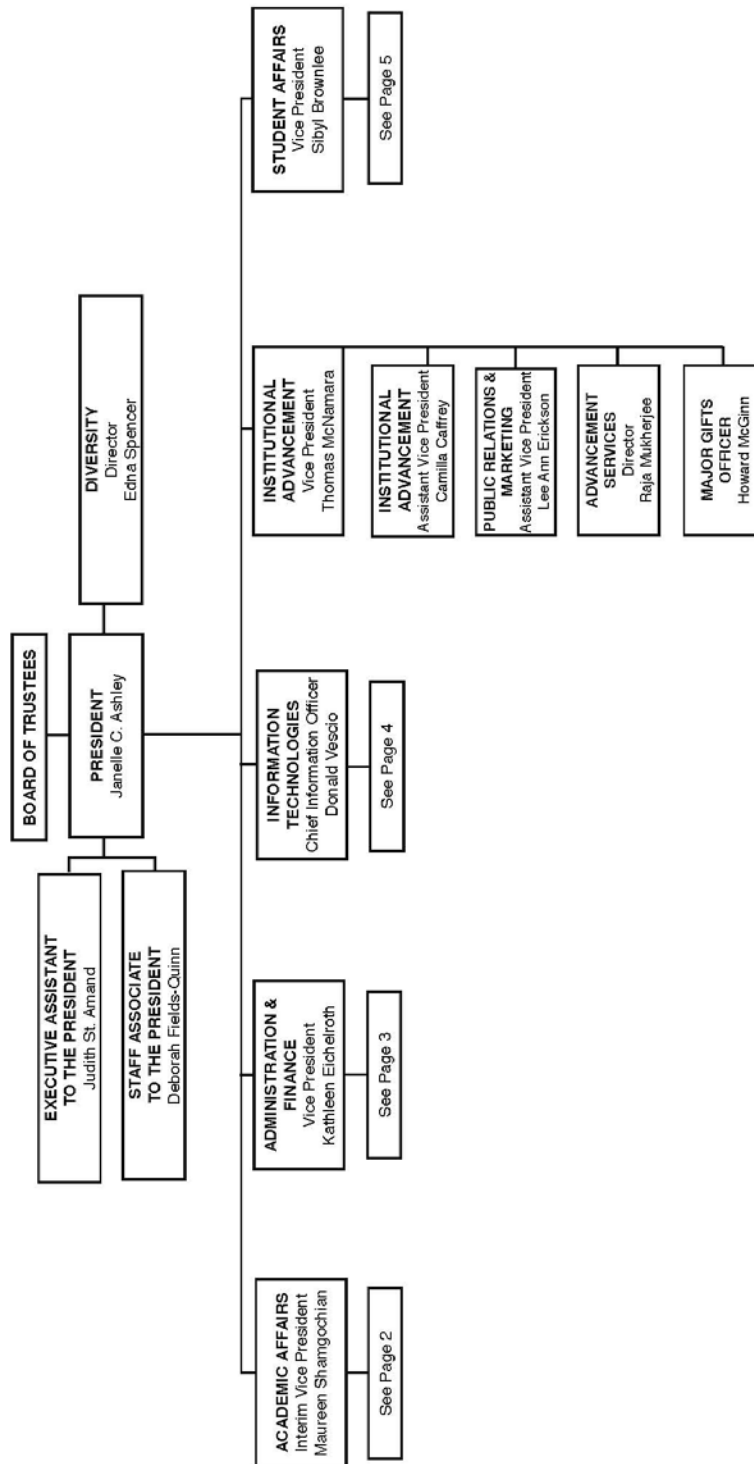 BOARD OF TRUSTEES
PRESIDENT
Janelle C. Ashley
EXECUTIVE ASSISTANT
TO THE PRESIDENT
Judith St. Amand
STAFF ASSOCIATE
TO THE PRESIDENT
Deborah Fields-Quinn
DIVERSITY
Director
Edna Spencer
ACADEMIC AFFAIRS
Interim Vice President
Maureen Shamgochian
See Page 2
ADMINISTRATION &
FINANCE
Vice President
Kathleen Eichelroth
See Page 3
INFORMATION
TECHNOLOGIES
Chief Information Officer
Donald Vescio
See Page 4
INSTITUTIONAL
ADVANCEMENT
Vice President
Thomas McNamara
INSTITUTIONAL
ADVANCEMENT
Assistant Vice President
Camilla Caffrey
PUBLIC RELATIONS &
MARKETING
Assistant Vice President
Lee Ann Erickson
ADVANCEMENT
SERVICES
Director
Raja Mukherjee
MAJOR GIFTS
OFFICER
Howard McGinn
STUDENT AFFAIRS
Vice President
Sibyl Brownlee
See Page 5